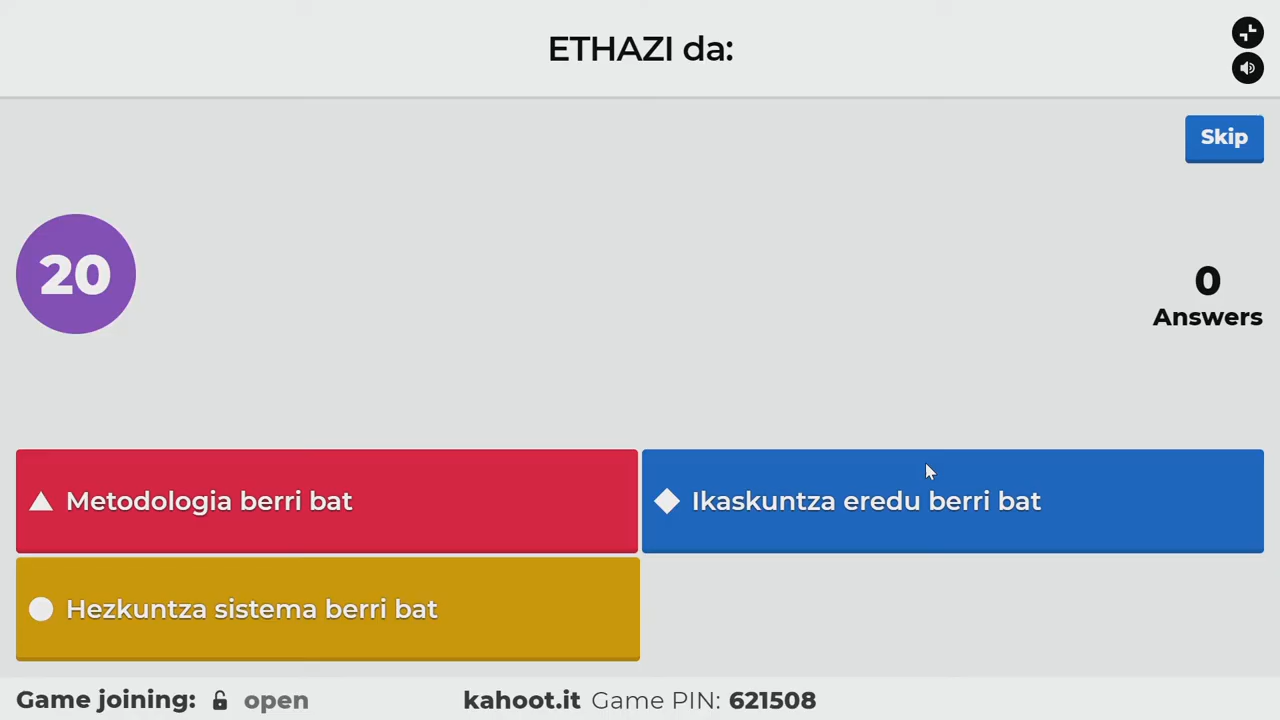 ETHAZI da:
Skip
20
0
Answers
Metodologia berri bat
Ikaskuntza eredu berri bat
Hezkuntza sistema berri bat
Game joining: open
kahoot.it Game PIN: 621508